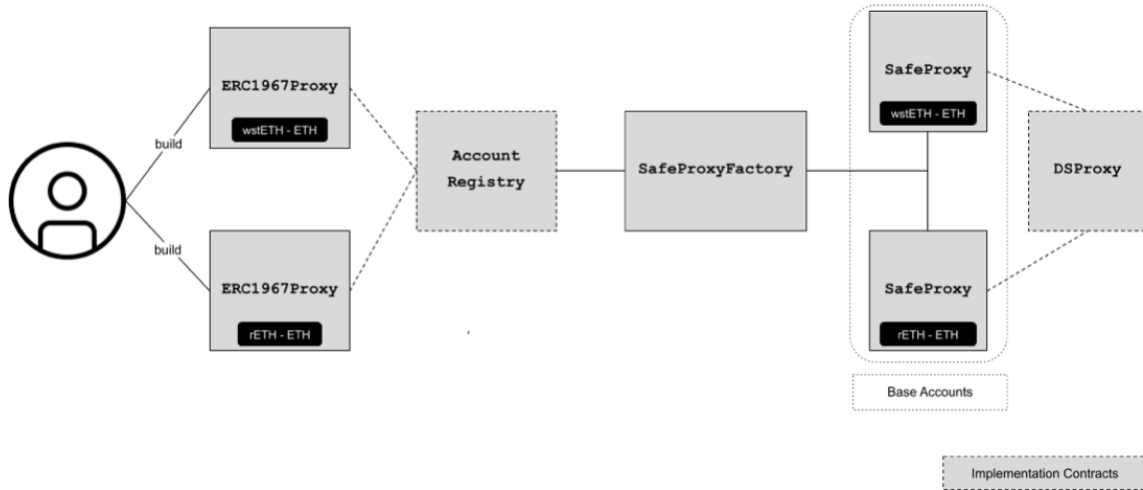 ERC1967Proxy
wstETH - ETH
build
build
ERC1967Proxy
rETH - ETH
Account
Registry
SafeProxyFactory
SafeProxy
wstETH - ETH
SafeProxy
rETH - ETH
Base Accounts
DSProxy
Implementation Contracts